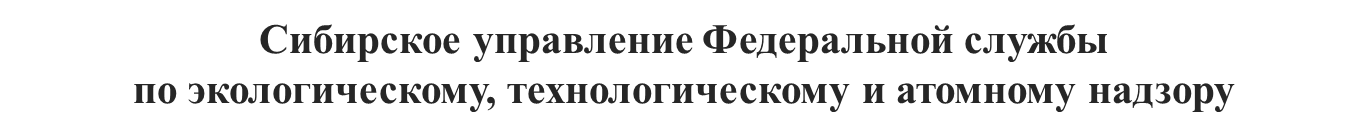 Сибирское управление Федеральной службы
по экологическому, технологическому и атомному надзору